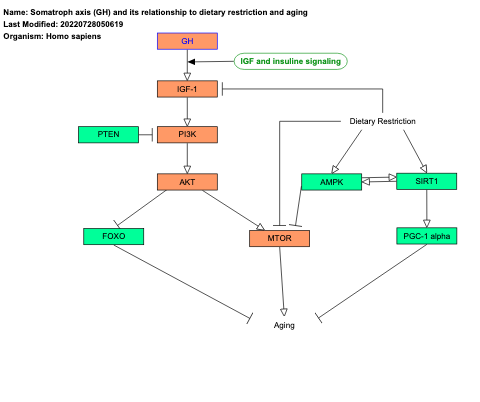 Name: Somatroph axis (GH) and its relationship to dietary restriction and aging
Last Modified: 20220728050619
Organism: Homo sapiens
GH
IGF and insuline signaling
IGF-1
Dietary Restriction
PTEN
PI3K
AKT
AMPK
SIRT1
FOXO
MTOR
PGC-1 alpha
Aging